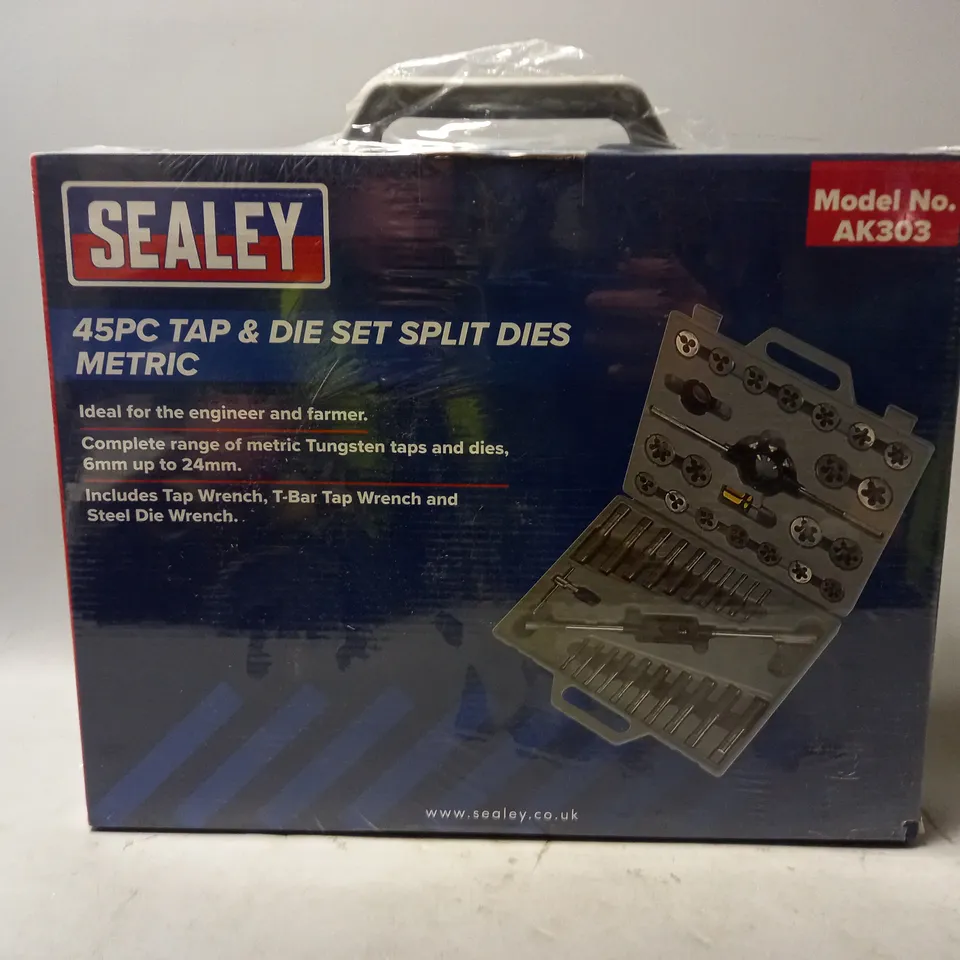 SEALEY
Model No.
AK303
45PC TAP & DIE SET SPLIT DIES
METRIC
Ideal for the engineer and farmer.
Complete range of metric Tungsten taps and dies,
6mm up to 24mm.
Includes Tap Wrench, T-Bar Tap Wrench and
Steel Die Wrench.
www.sealey.co.uk